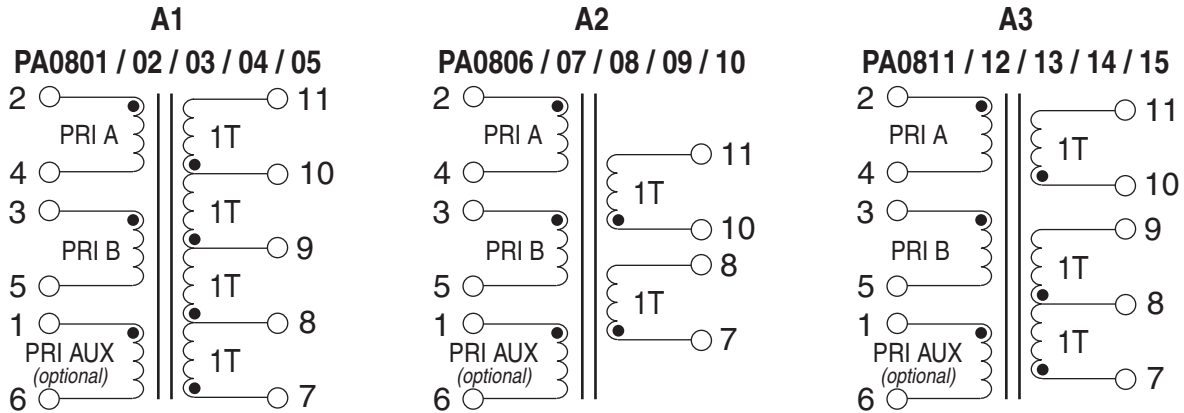 A1
PA0801 / 02 / 03 / 04 / 05
2
PRI A
4
3
PRI B
5
1
PRI AUX
(optional)
6
11
1T
10
1T
9
1T
8
1T
7
A2
PA0806 / 07 / 08 / 09 / 10
2
PRI A
4
3
PRI B
5
1
PRI AUX
(optional)
6
11
1T
10
8
1T
7
A3
PA0811 / 12 / 13 / 14 / 15
2
PRI A
4
3
PRI B
5
1
PRI AUX
(optional)
6
11
1T
10
9
1T
8
1T
7